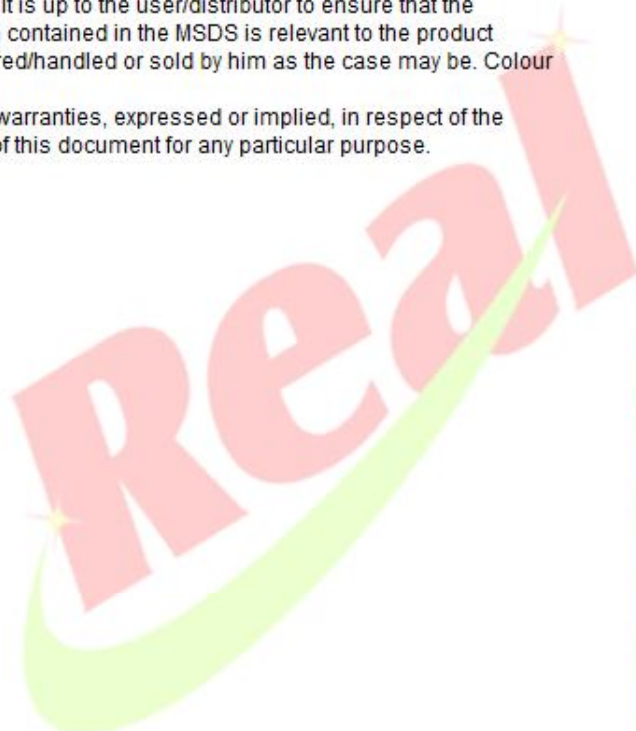 it is up to the user/distributor to ensure that the
contained in the MSDS is relevant to the product
red/handled or sold by him as the case may be. Colour
warranties, expressed or implied, in respect of the
of this document for any particular purpose.
Real